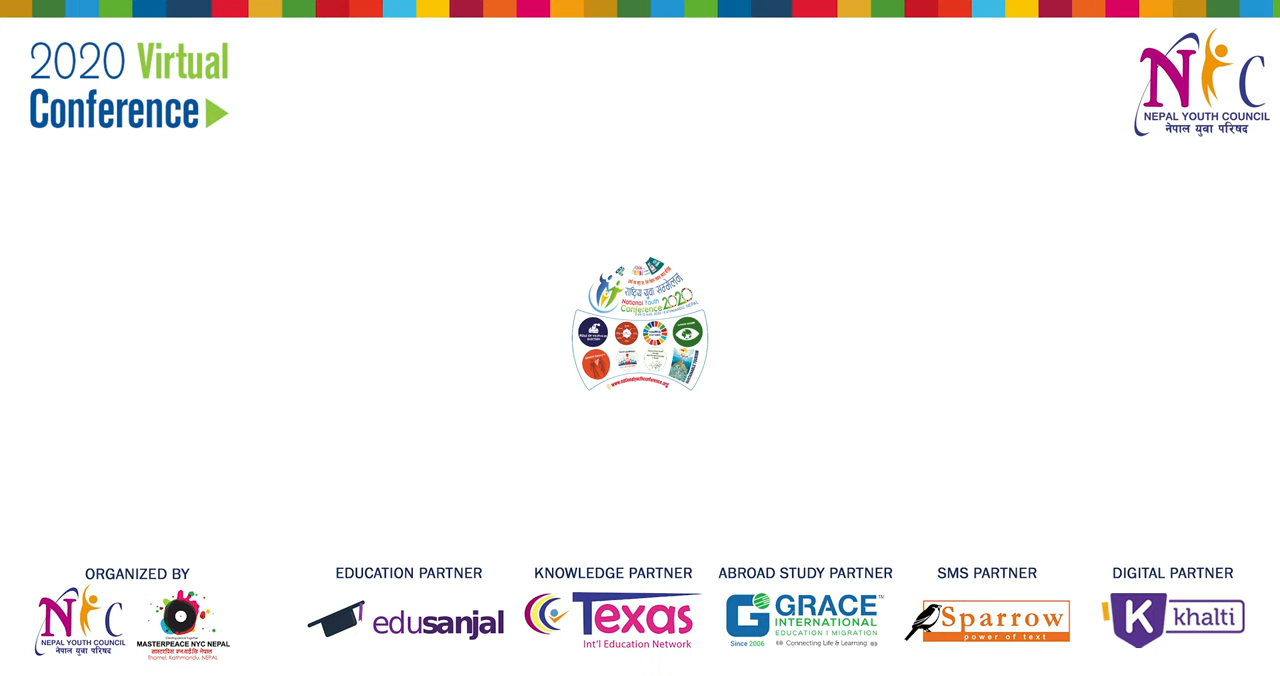 2020 Virtual
Conference
NYC
NEPAL YOUTH COUNCIL
नेपाल युवा परिषद
राष्ट्रिय युवा सम्मेलन
National Youth
Conference 2020
www.nationalyouthconference.org
ORGANIZED BY
NYC
NEPAL YOUTH COUNCIL
नेपाल युवा परिषद
MASTERPEACE NYC NEPAL
Thamel, Kathmandu, NEPAL
EDUCATION PARTNER
edusanjal
KNOWLEDGE PARTNER
Texas
Int'l Education Network
ABROAD STUDY PARTNER
GRACE
TM
INTERNATIONAL
EDUCATION | MIGRATION
Since 2006
Connecting Life & Learning
SMS PARTNER
Sparrow
power of text
DIGITAL PARTNER
K
khalti